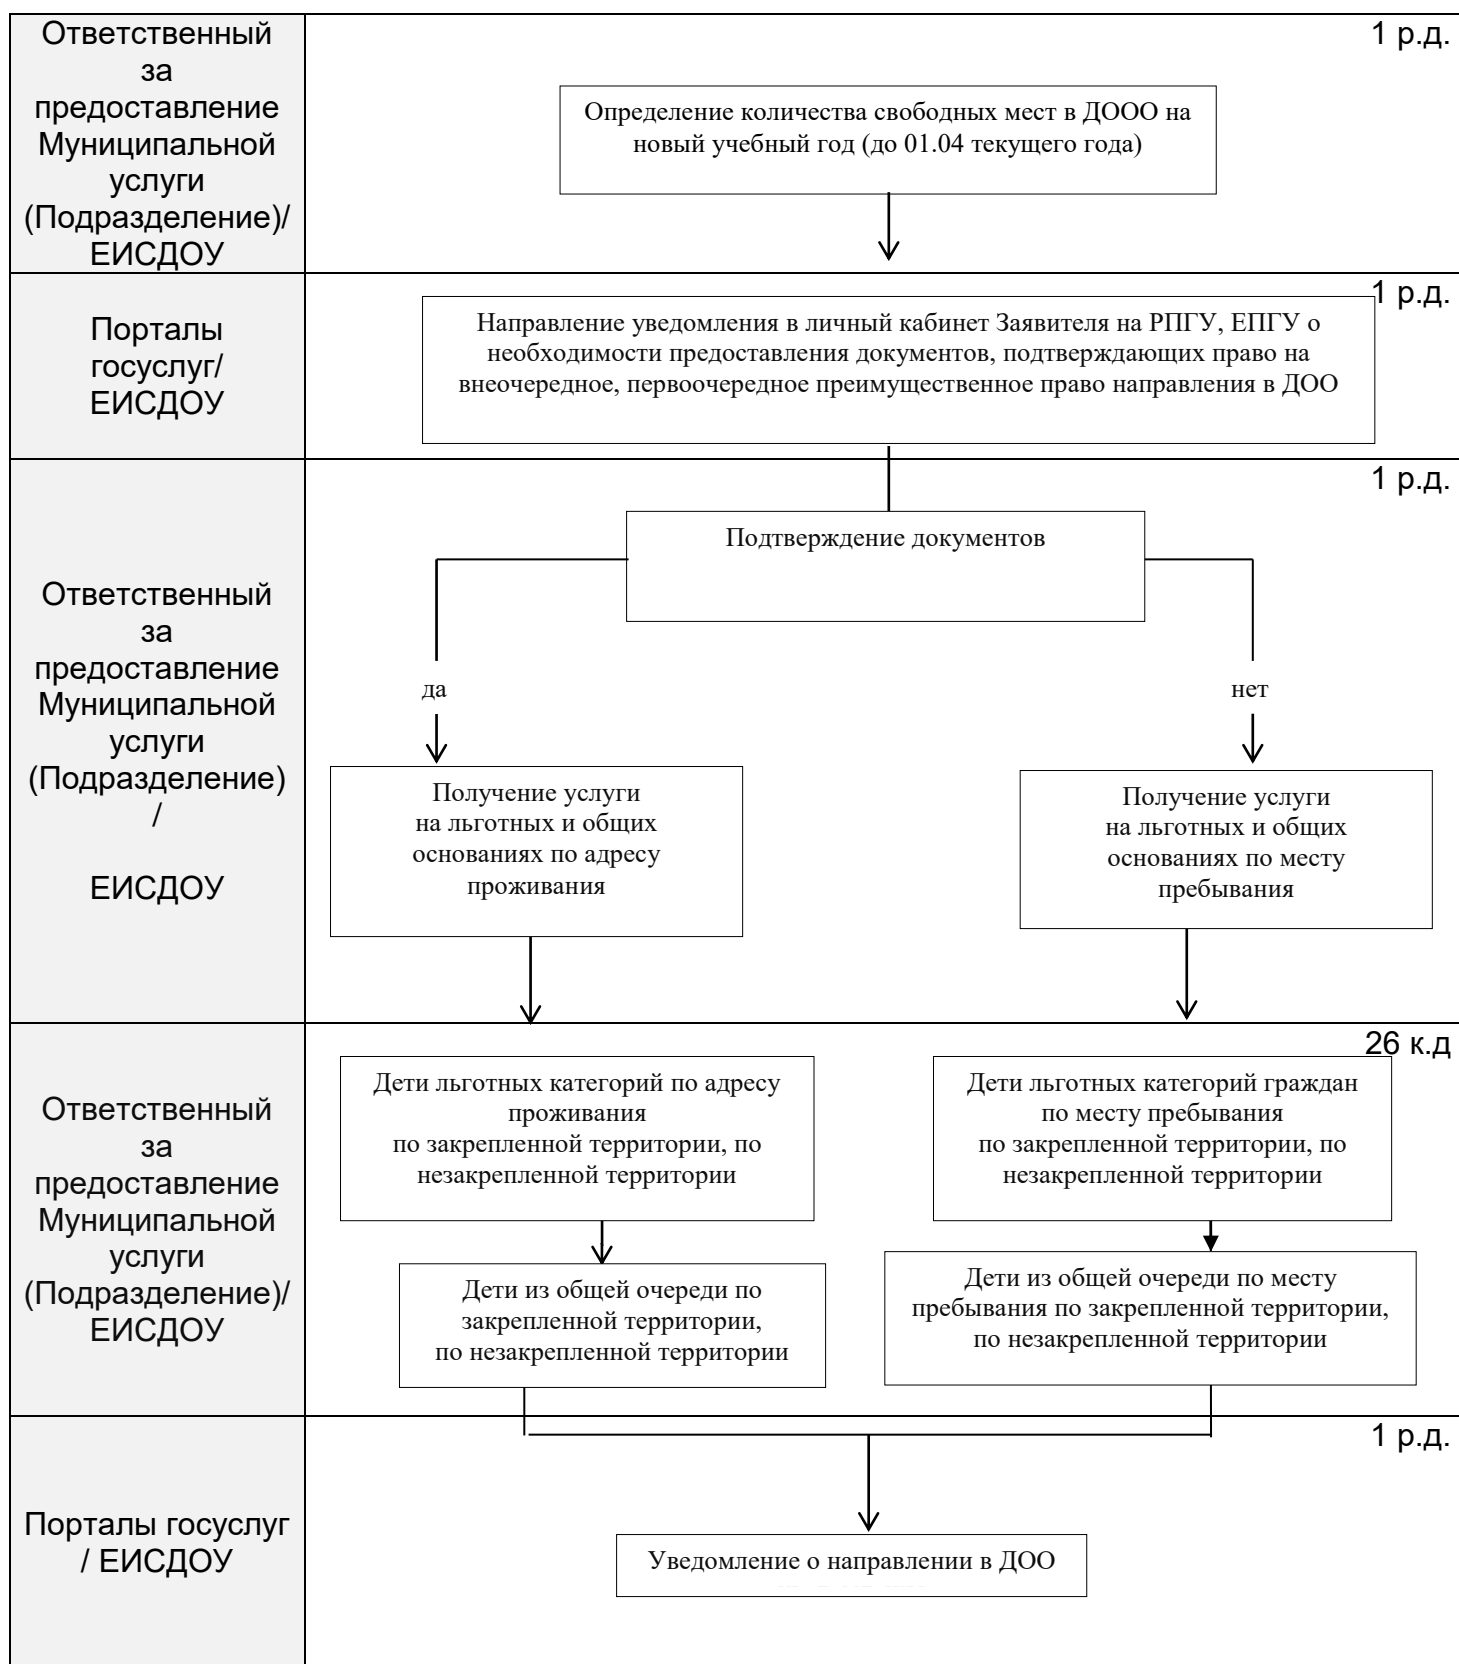 Ответственный
за
предоставление
Муниципальной
услуги
(Подразделение)/
ЕИСДОУ
1 р.д.
Определение количества свободных мест в ДООО на
новый учебный год (до 01.04 текущего года)
Порталы
госуслуг/
ЕИСДОУ
1 р.д.
Направление уведомления в личный кабинет Заявителя на РПГУ, ЕПГУ о
необходимости предоставления документов, подтверждающих право на
внеочередное, первоочередное преимущественное право направления в ДОО
Ответственный
за
предоставление
Муниципальной
услуги
(Подразделение)
/
ЕИСДОУ
1 р.д.
Подтверждение документов
да
нет
Получение услуги
на льготных и общих
основаниях по адресу
проживания
Получение услуги
на льготных и общих
основаниях по месту
пребывания
Ответственный
за
предоставление
Муниципальной
услуги
(Подразделение)/
ЕИСДОУ
26 к.д
Дети льготных категорий по адресу
проживания
по закрепленной территории, по
незакрепленной территории
Дети льготных категорий граждан
по месту пребывания
по закрепленной территории, по
незакрепленной территории
Дети из общей очереди по
закрепленной территории,
по незакрепленной территории
Дети из общей очереди по месту
пребывания по закрепленной территории,
по незакрепленной территории
Порталы госуслуг
/ ЕИСДОУ
1 р.д.
Уведомление о направлении в ДОО